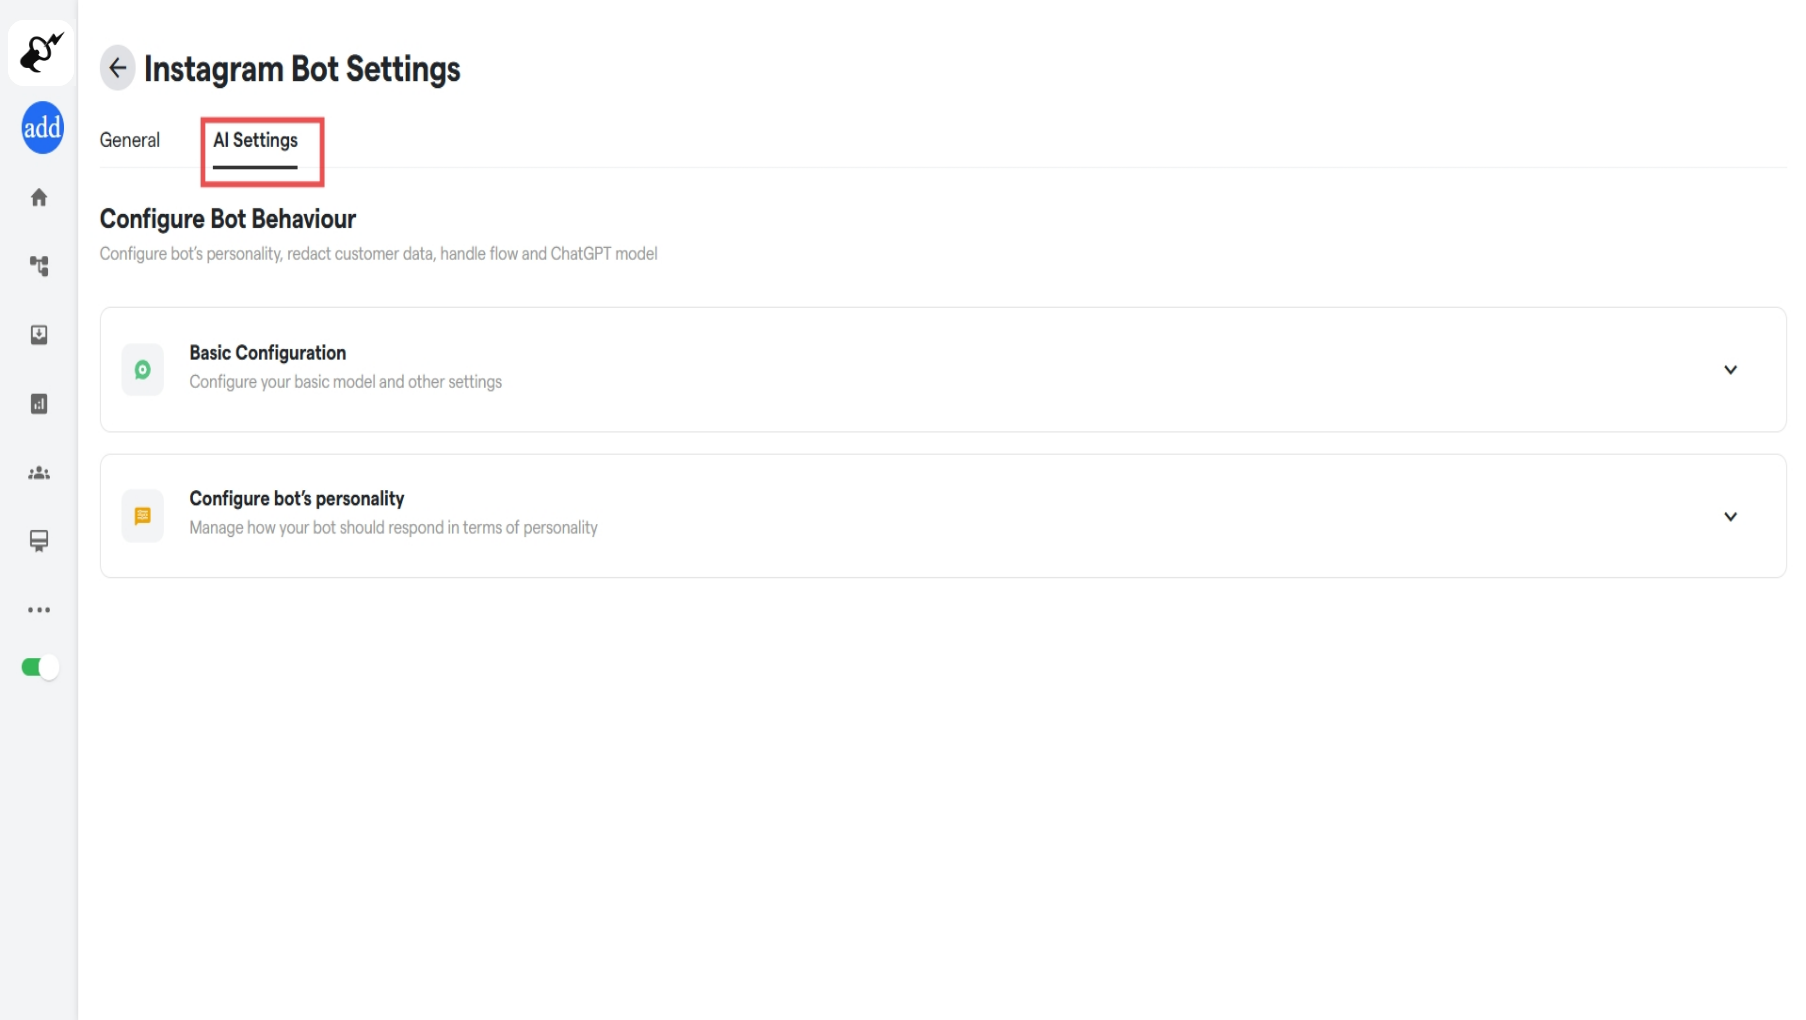 Instagram Bot Settings
add
General
AI Settings
Configure Bot Behaviour
Configure bot's personality, redact customer data, handle flow and ChatGPT model
Basic Configuration
Configure your basic model and other settings
Configure bot's personality
Manage how your bot should respond in terms of personality